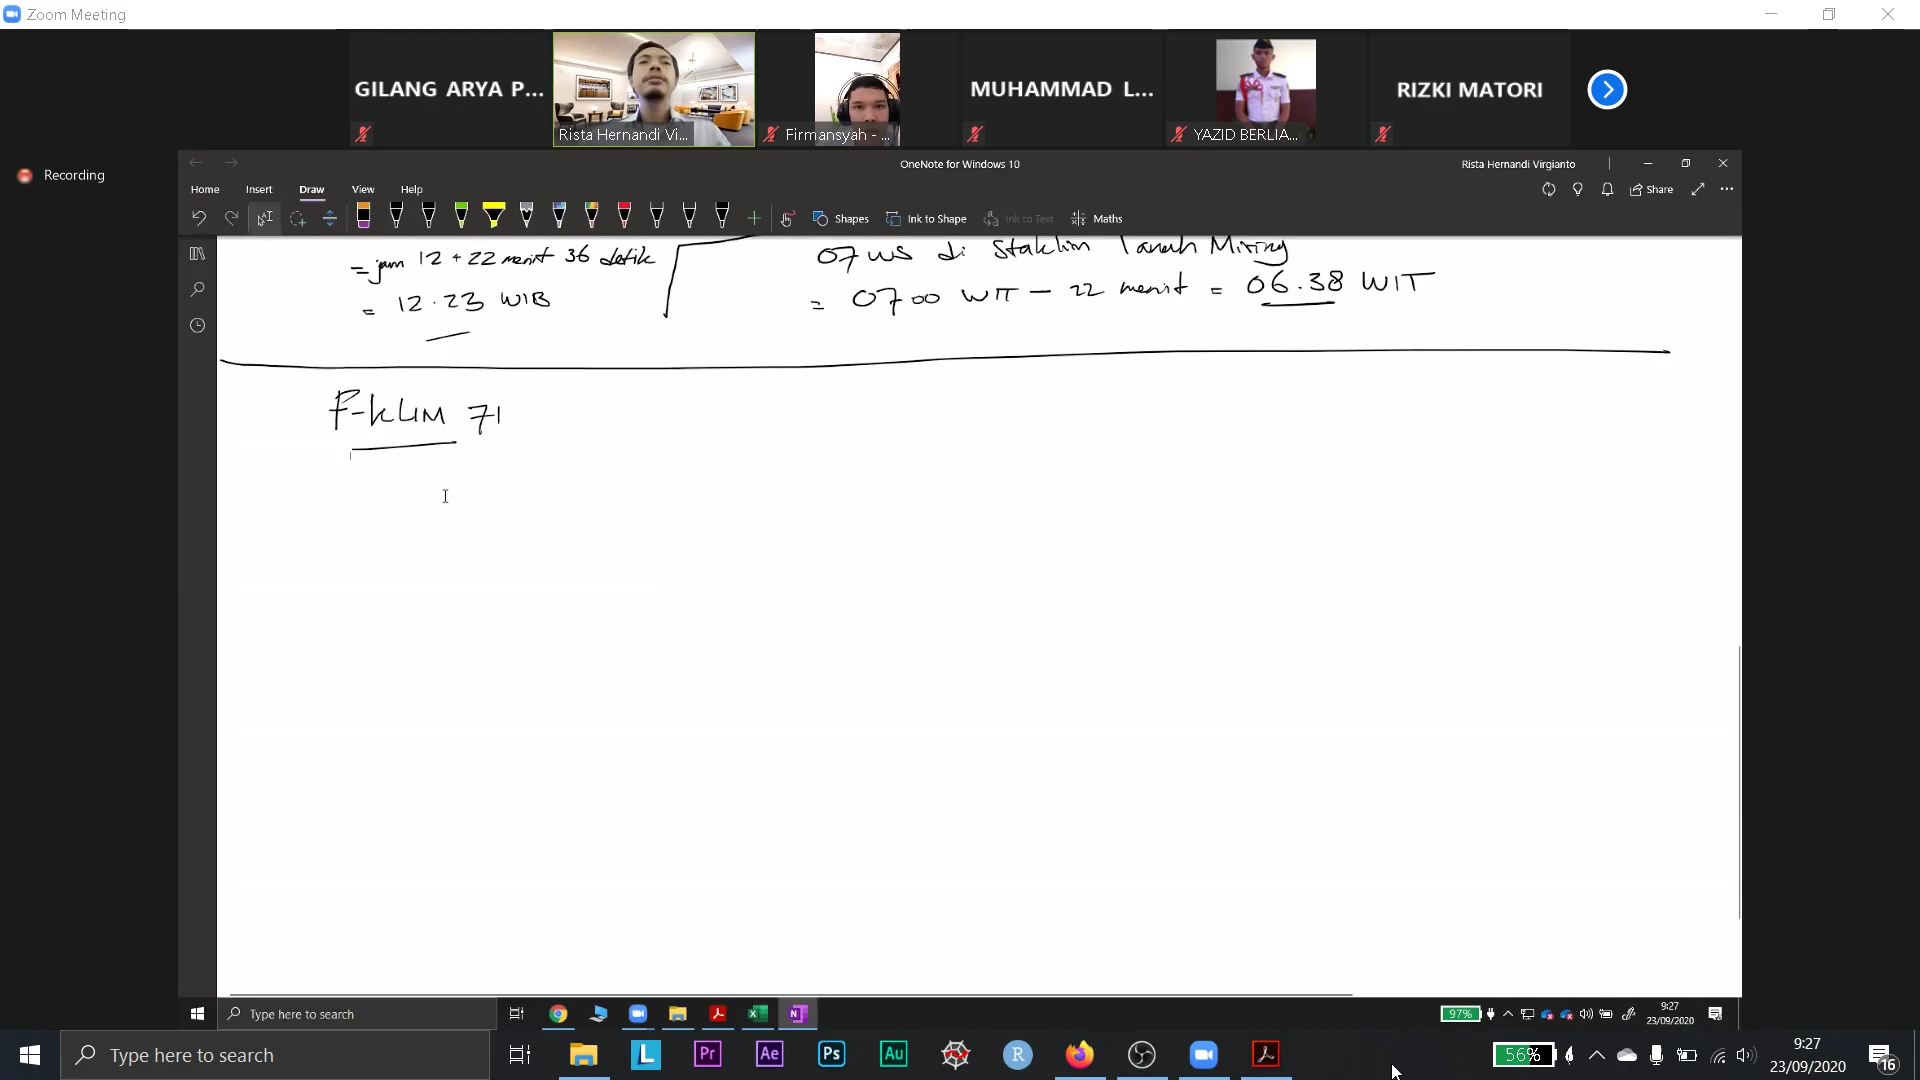 Zoom Meeting
GILANG ARYA P...
Rista Hernandi Vi...
Firmansyah - ...
MUHAMMAD L...
YAZID BERLIA...
RIZKI MATORI
Recording
OneNote for Windows 10
Rista Hernandi Virgianto
Home Insert Draw View Help
Share
Shapes
Ink to Shape
Ink to Text
Maths
= jam 12 + 22 menit 36 detik
= 12.23 WIB
07 WS di Staklim Tanah Miring
= 07 00 WIT - 22 menit = 06.38 WIT
F-KLIM 71
Type here to search
97%
9:27
23/09/2020
Type here to search
56%
9:27
23/09/2020
16